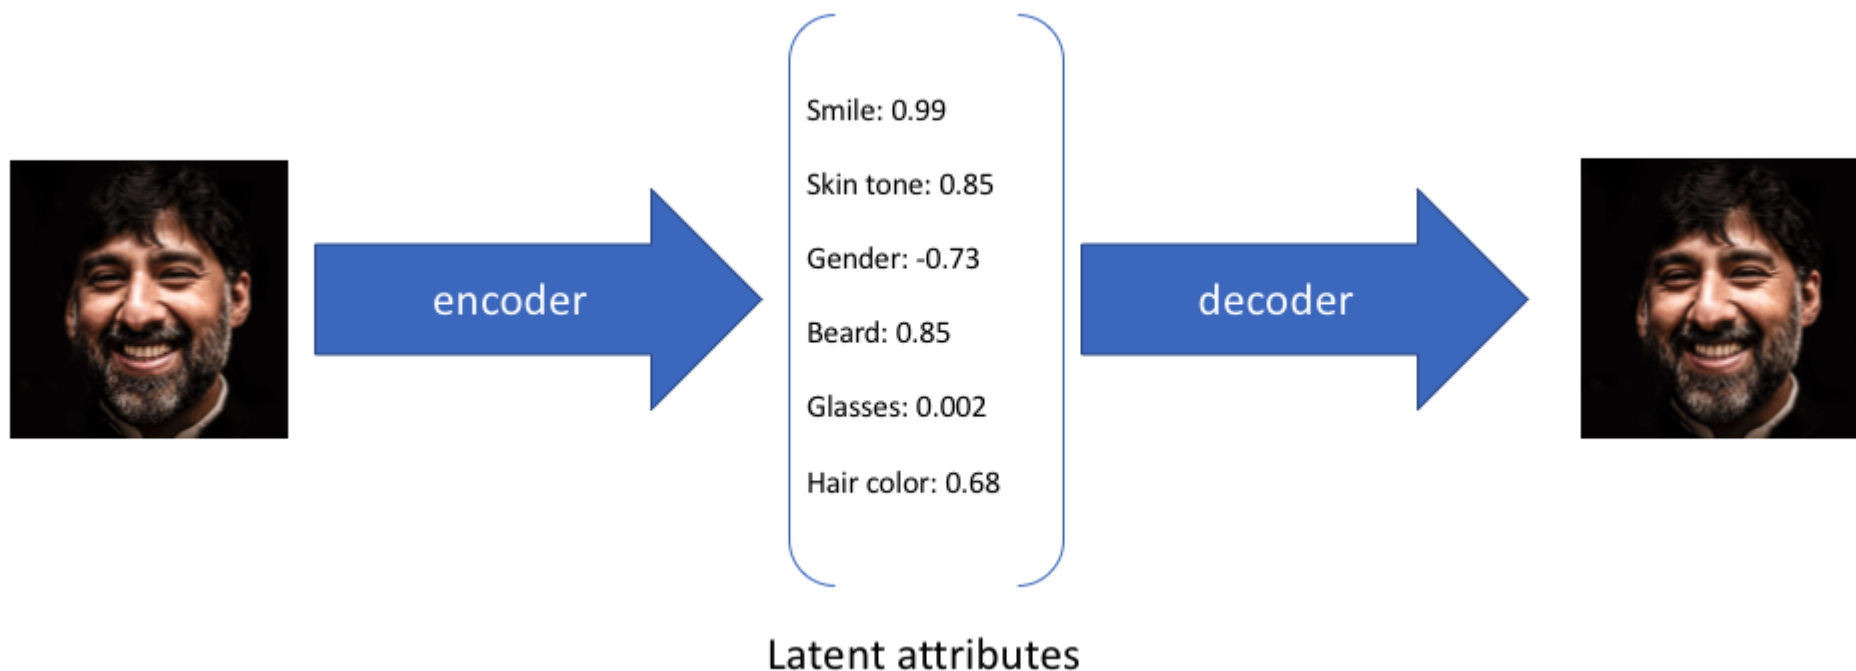 encoder
Smile: 0.99
Skin tone: 0.85
Gender: -0.73
Beard: 0.85
Glasses: 0.002
Hair color: 0.68
decoder
Latent attributes